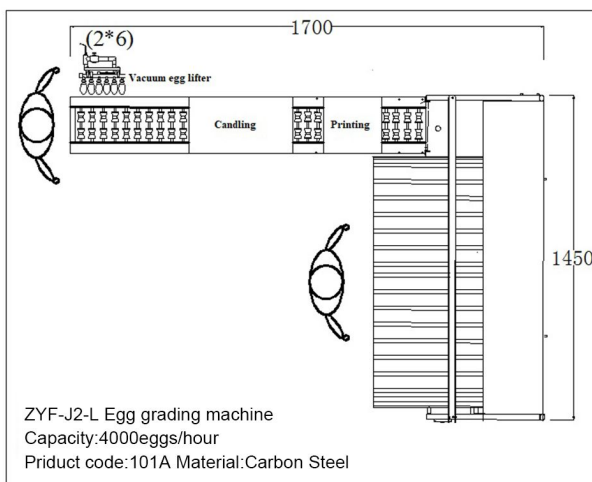 1700
(2*6)
Vacuum egg lifter
Candling
Printing
1450
ZYF-J2-L Egg grading machine
Capacity:4000eggs/hour
Priduct code:101A Material:Carbon Steel